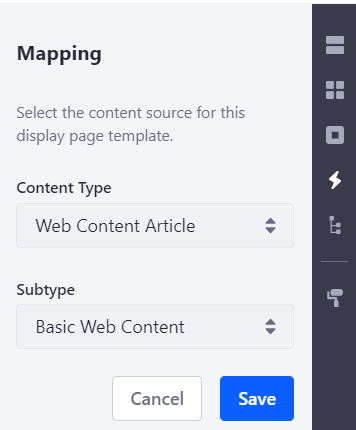 Mapping
Select the content source for this
display page template.
Content Type
Web Content Article
Subtype
Basic Web Content
Cancel
Save